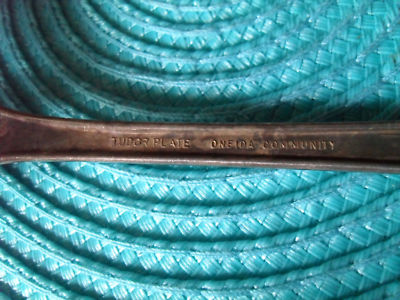 TUDOR PLATE ONEIDA COMMUNITY